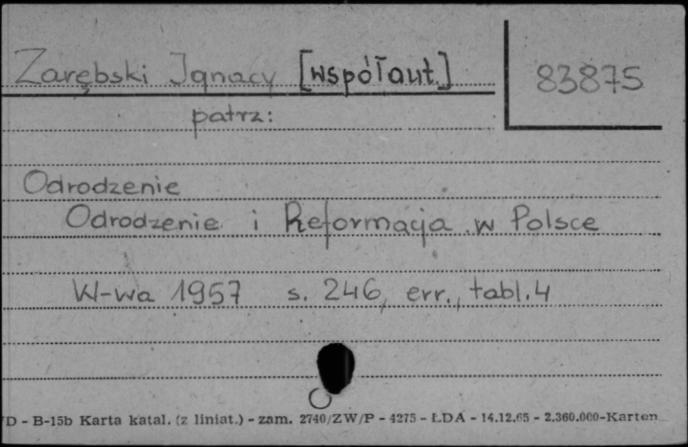 Zarębski Ignacy [współaut.]
83875
patrz:
Odrodzenie
Odrodzenie i Reformacja w Polsce
W-wa 1957 s. 246, err., tabl. 4
D - B-15b Karta katal. (z liniat.) - zam. 2740/ZW/P - 4275 - ŁDA - 14.12.65 - 2.360.000-Karten